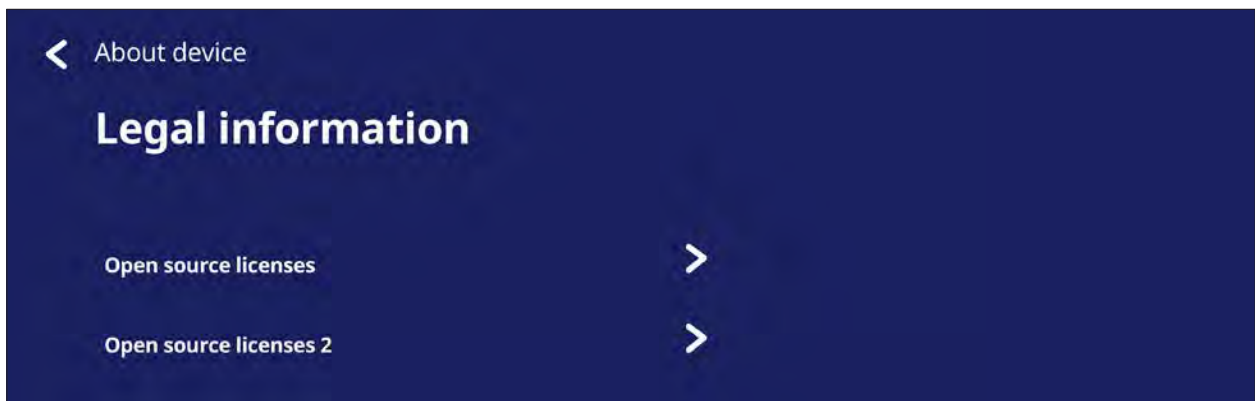 About device
Legal information
Open source licenses
Open source licenses 2